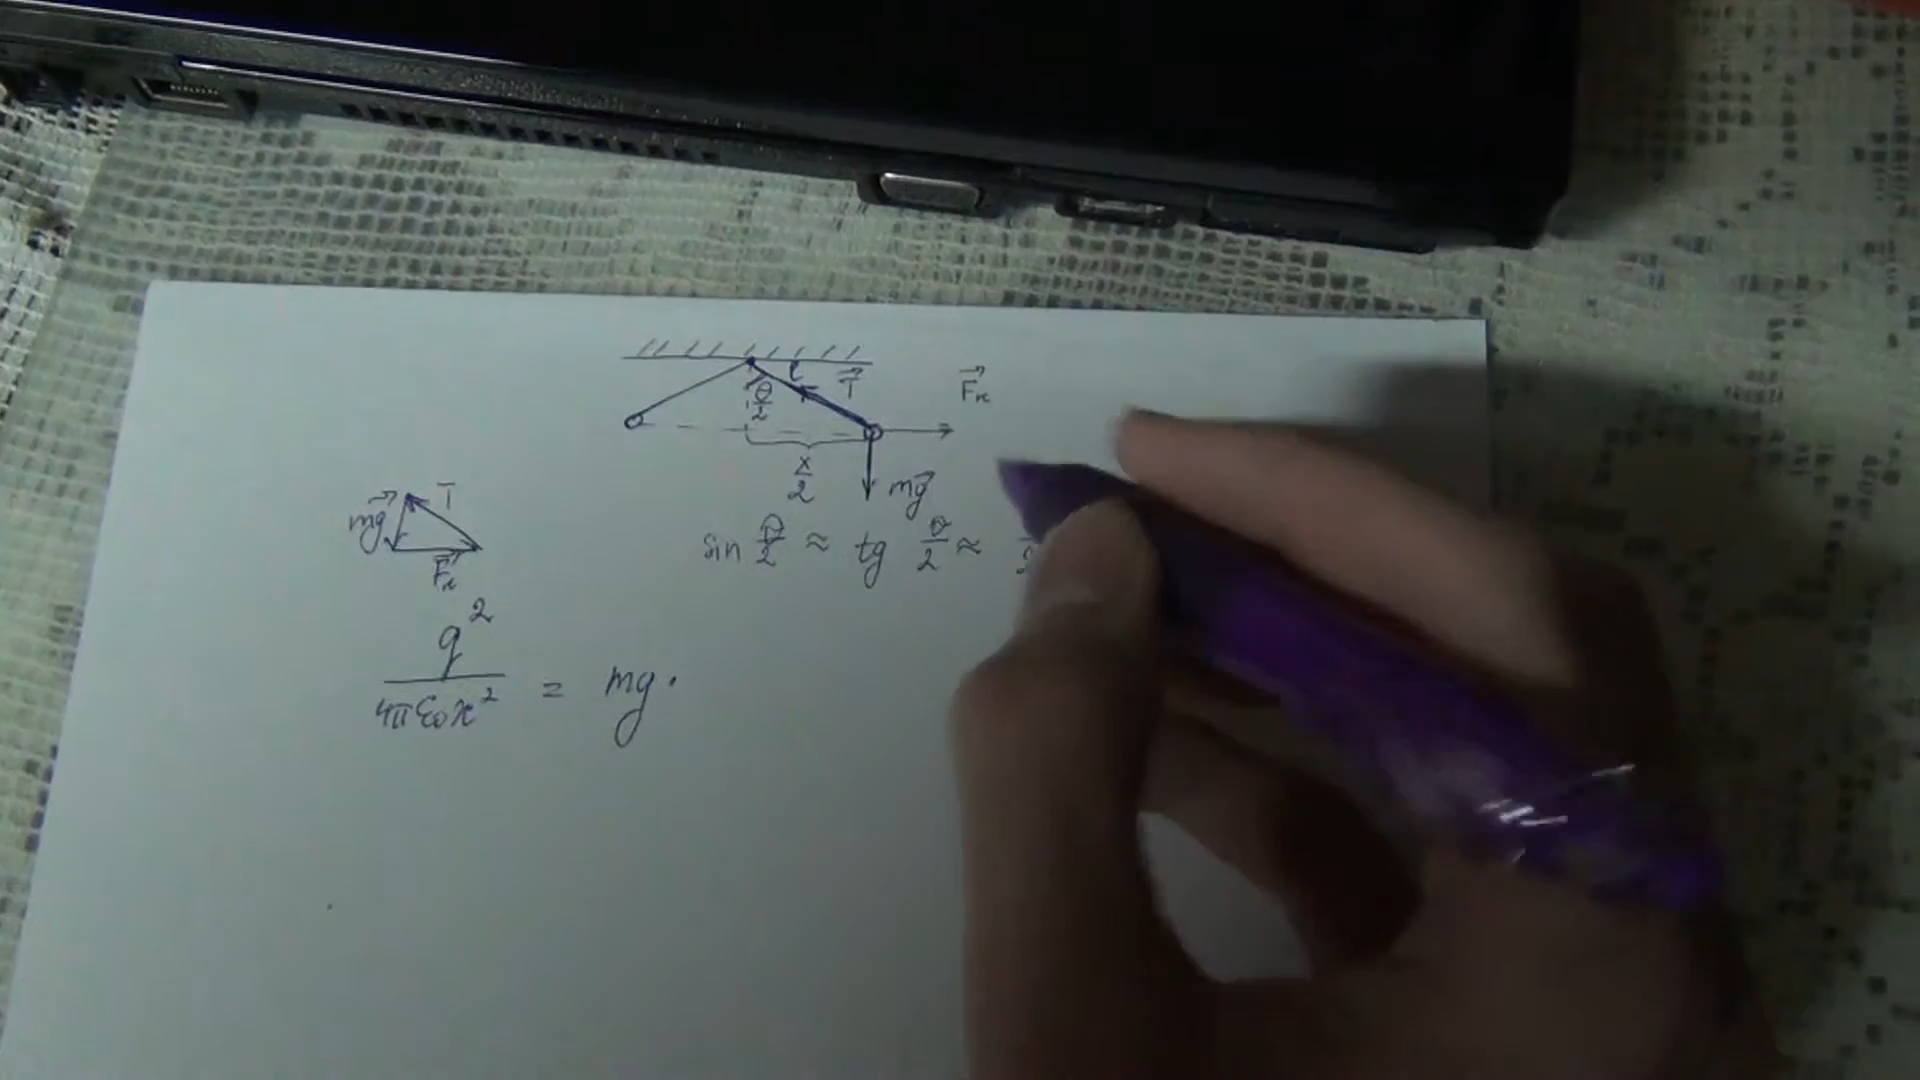 θ/2 l T⃗ F⃗к
x/2 mg⃗
mg⃗ T F⃗к
sin θ/2 ≈ tg θ/2 ≈
q²/4πε₀x² = mg·